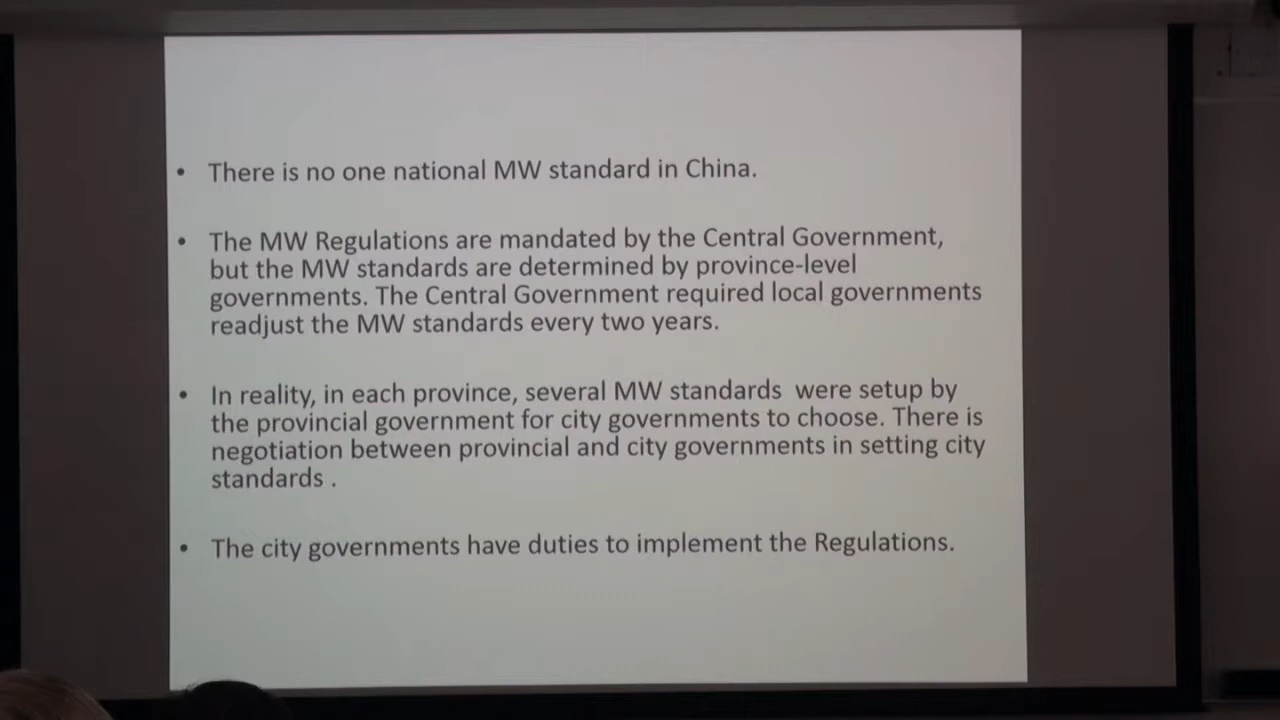 • There is no one national MW standard in China.
• The MW Regulations are mandated by the Central Government,
but the MW standards are determined by province-level
governments. The Central Government required local governments
readjust the MW standards every two years.
• In reality, in each province, several MW standards were setup by
the provincial government for city governments to choose. There is
negotiation between provincial and city governments in setting city
standards .
• The city governments have duties to implement the Regulations.